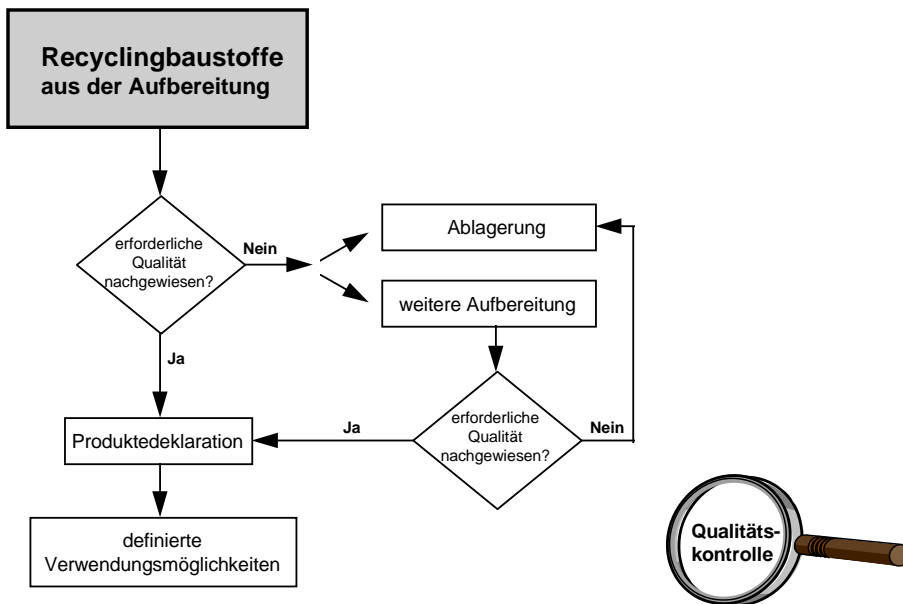 Recyclingbaustoffe
aus der Aufbereitung
erforderliche
Qualität
nachgewiesen?
Nein
Ablagerung
weitere Aufbereitung
Ja
erforderliche
Qualität
nachgewiesen?
Ja
Nein
Produktedeklaration
definierte
Verwendungsmöglichkeiten
Qualitäts-
kontrolle